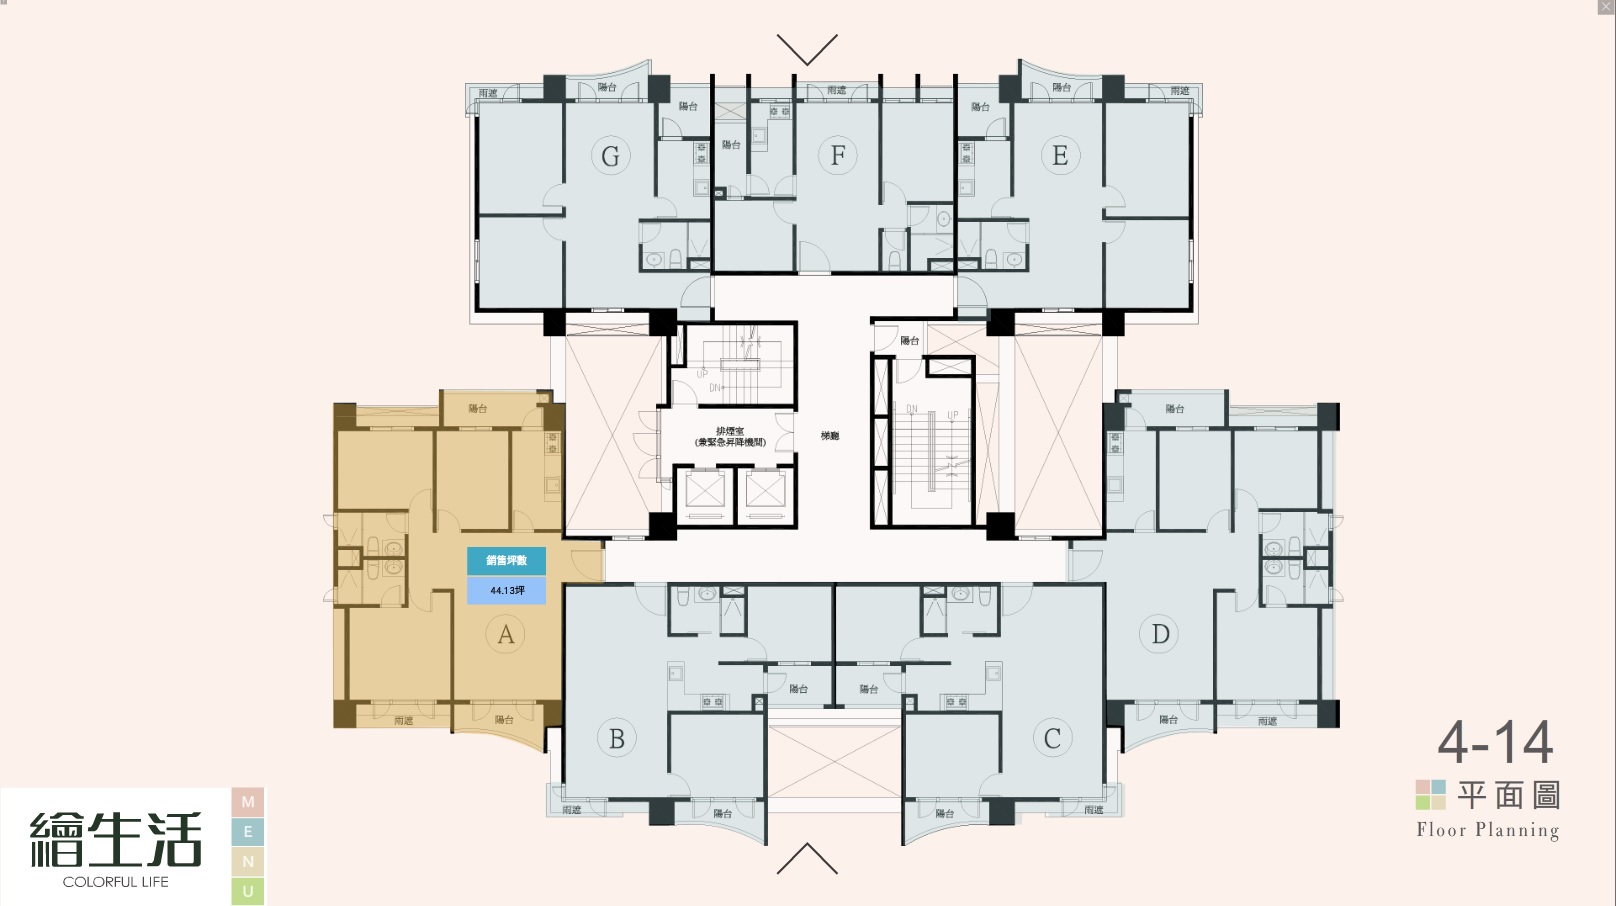 雨遮
陽台
陽台
雨遮
陽台
陽台
雨遮
陽台
G
F
E
UP
DN
陽台
排煙室
(兼緊急昇降機間)
梯廳
DN
UP
陽台
陽台
銷售坪數
44.13坪
A
D
陽台
陽台
雨遮
陽台
陽台
雨遮
B
C
雨遮
陽台
陽台
雨遮
4-14
平面圖
Floor Planning
繪生活
COLORFUL LIFE
M
E
N
U